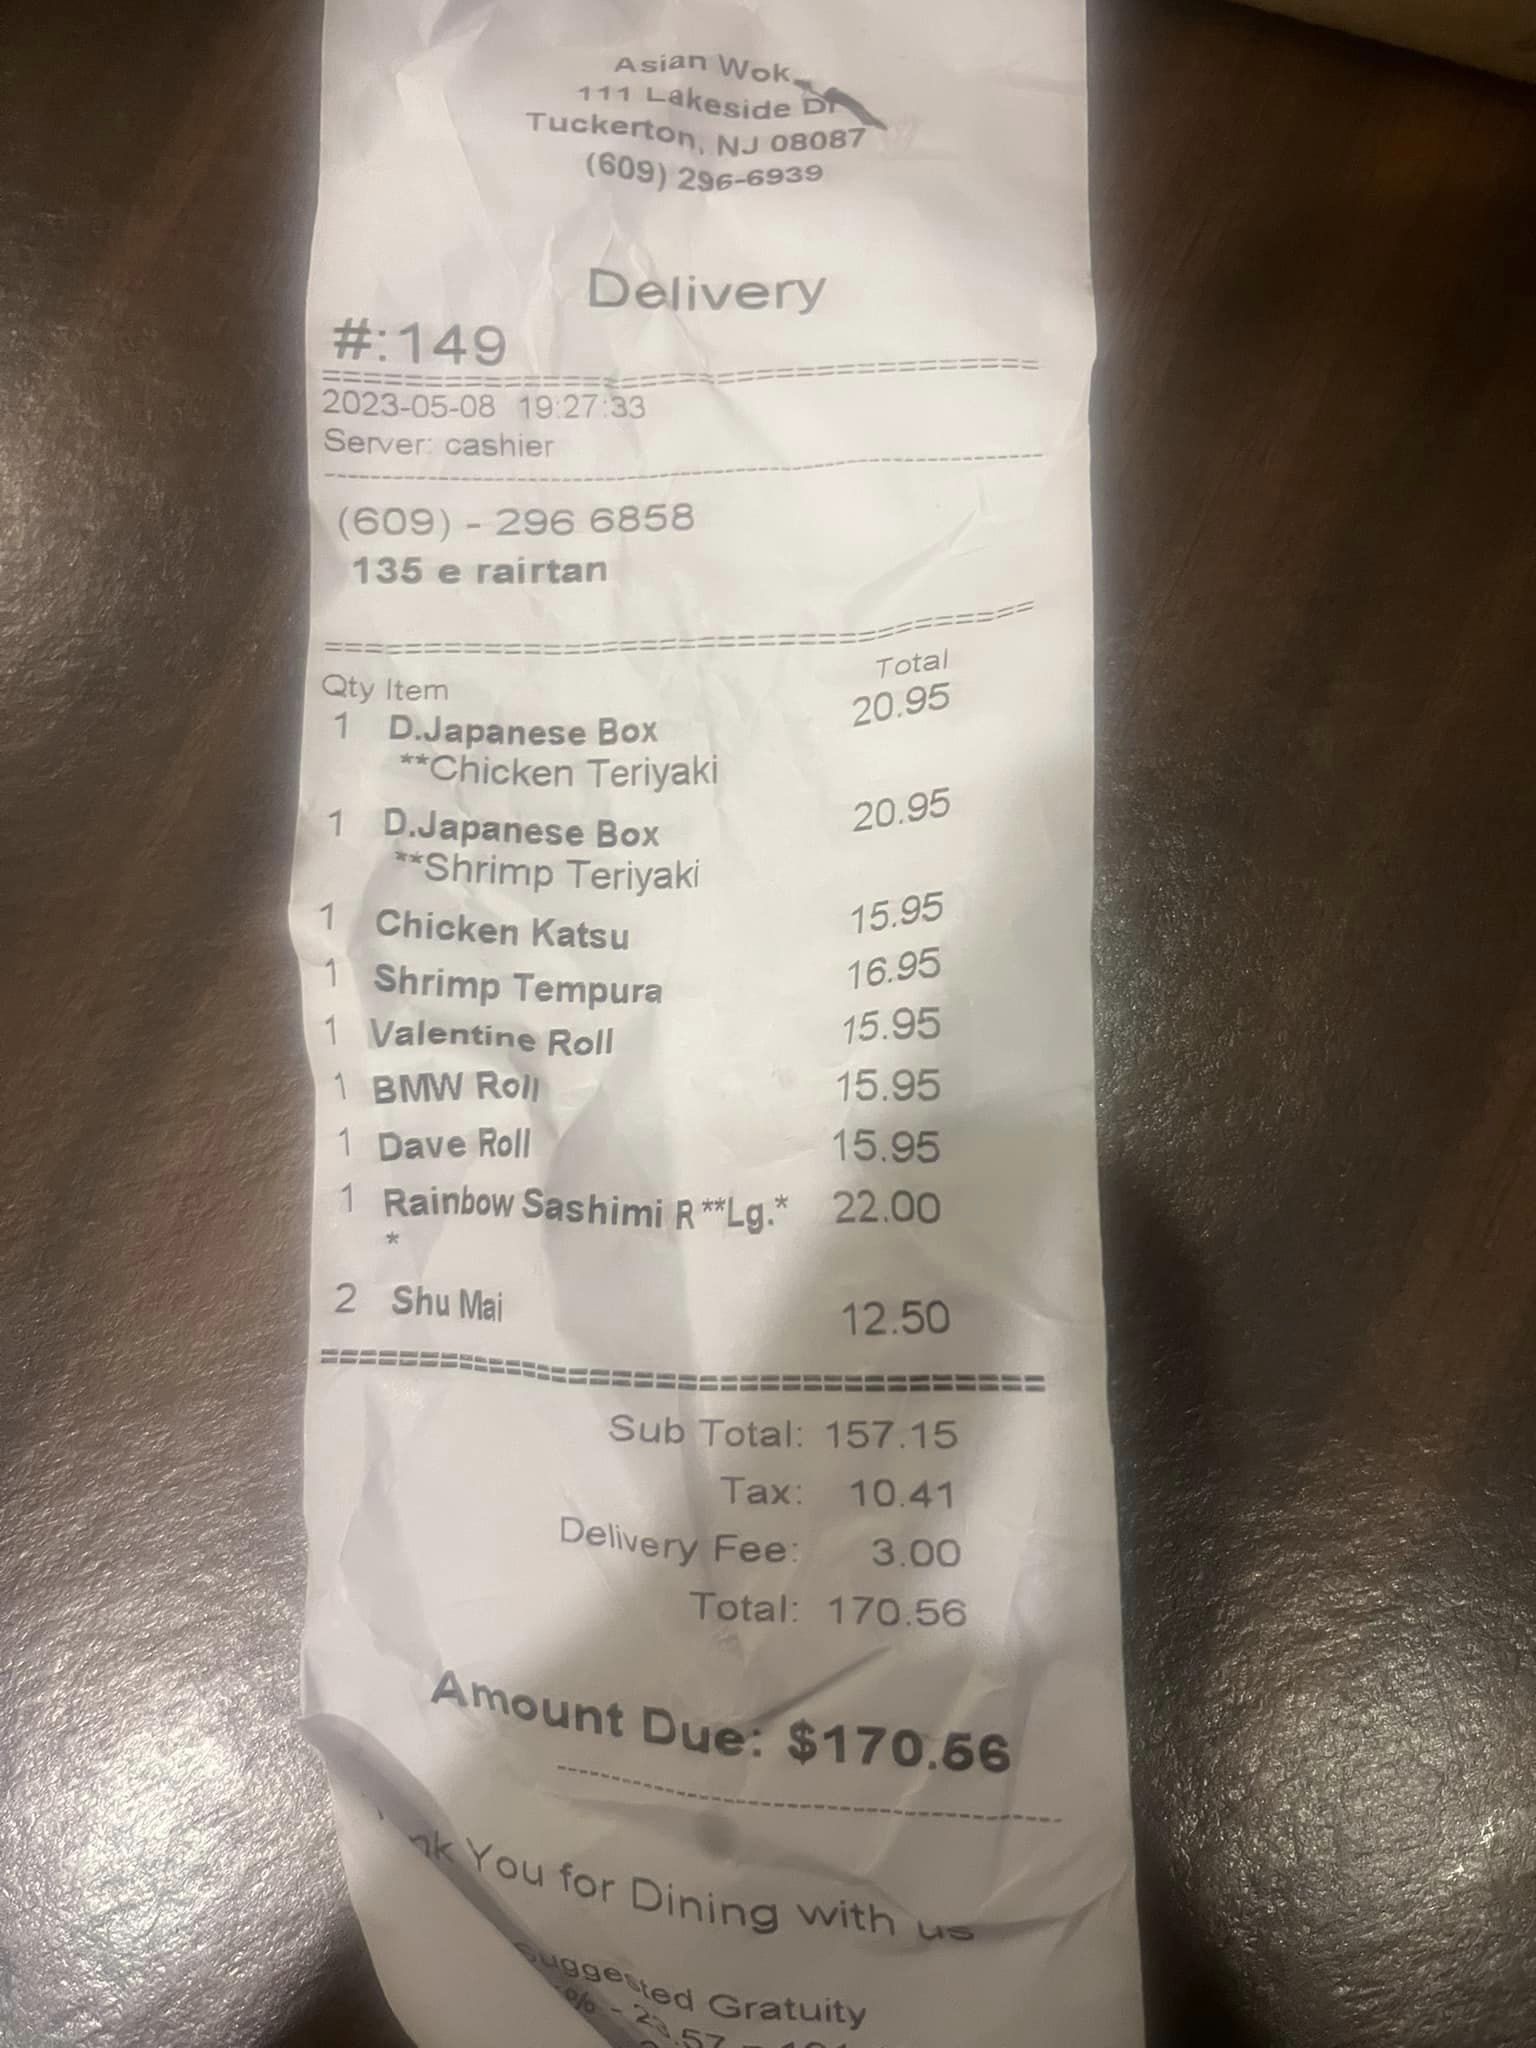 Asian Wok
111 Lakeside Dr
Tuckerton, NJ 08087
(609) 296-6939
Delivery
#:149
==============================
2023-05-08 19:27:33
Server: cashier
------------------------------
(609) - 296 6858
135 e rairtan
==============================
Qty Item Total
1 D.Japanese Box 20.95
**Chicken Teriyaki
1 D.Japanese Box 20.95
**Shrimp Teriyaki
1 Chicken Katsu 15.95
1 Shrimp Tempura 16.95
1 Valentine Roll 15.95
1 BMW Roll 15.95
1 Dave Roll 15.95
1 Rainbow Sashimi R **Lg.* 22.00
*
2 Shu Mai 12.50
==============================
Sub Total: 157.15
Tax: 10.41
Delivery Fee: 3.00
Total: 170.56
Amount Due: $170.56
------------------------------
You for Dining with us
Suggested Gratuity
% - 23.57